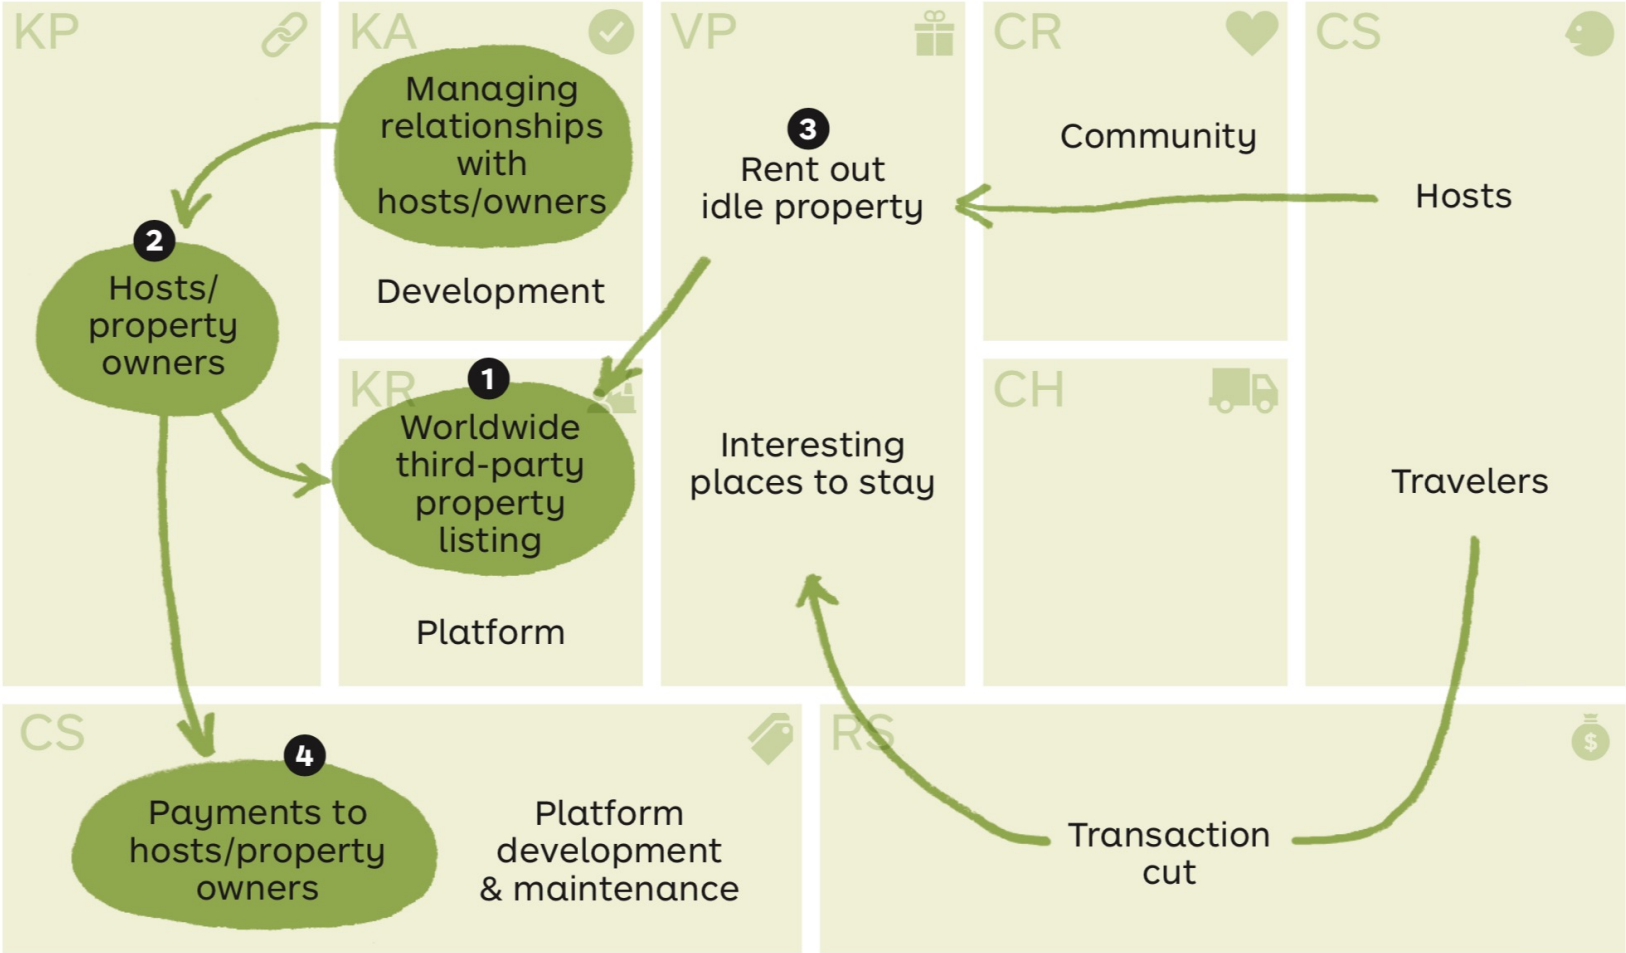 KP
KA
Managing
relationships
with
hosts/owners
Development
2
Hosts/
property
owners
KR
1
Worldwide
third-party
property
listing
Platform
VP
3
Rent out
idle property
Interesting
places to stay
CR
Community
CH
CS
Hosts
Travelers
CS
4
Payments to
hosts/property
owners
Platform
development
& maintenance
RS
$
Transaction
cut